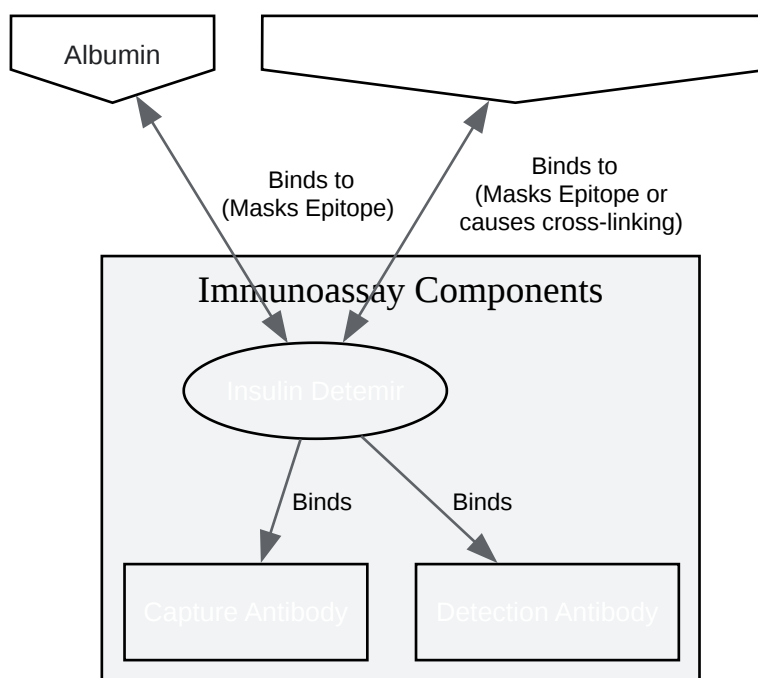 Albumin
Binds to
(Masks Epitope)
Binds to
(Masks Epitope or
causes cross-linking)
Immunoassay Components
Insulin Detemir
Binds
Binds
Capture Antibody
Detection Antibody